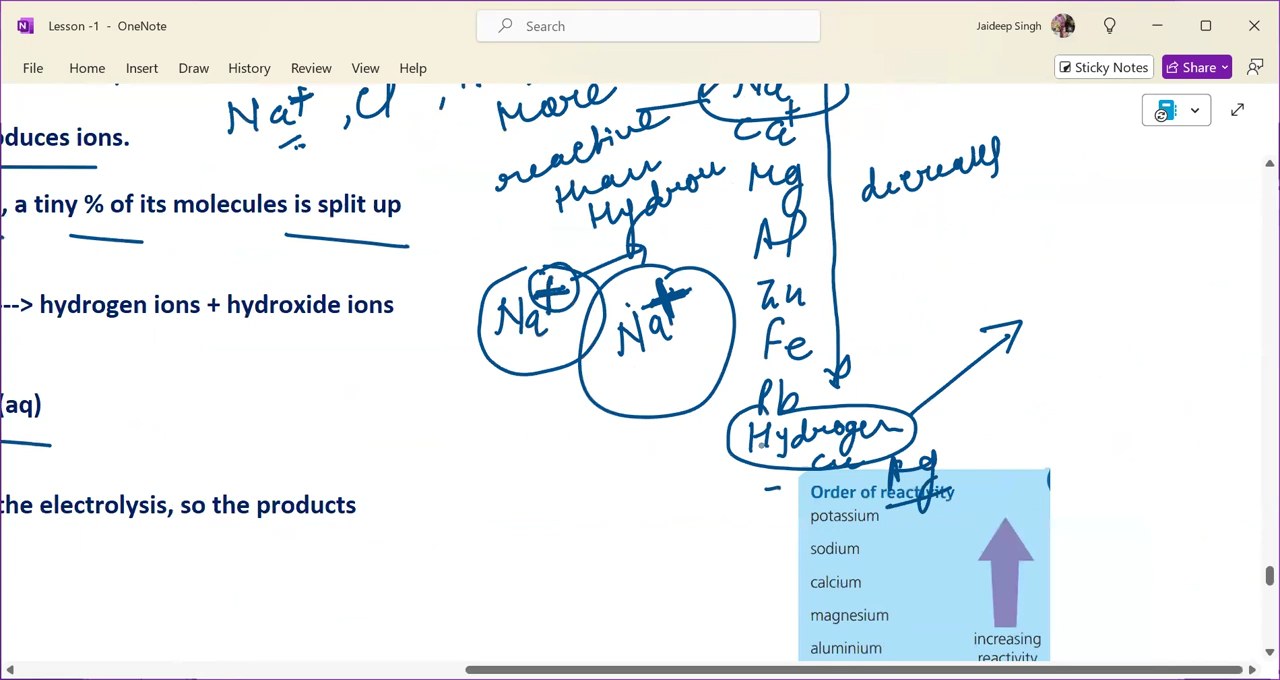 Lesson -1 - OneNote
Search
Jaideep Singh
File Home Insert Draw History Review View Help
Sticky Notes
Share
Na+ , Cl ,
More
reactive
than
Na
Ca+
Mg
decreases
Al
Zn
Fe
Pb
Hydrogen
Cu Ag
Na+
Na+
oduces ions.
, a tiny % of its molecules is split up
--> hydrogen ions + hydroxide ions
(aq)
the electrolysis, so the products
Order of reactivity
potassium
sodium
calcium
magnesium
aluminium
increasing
reactivity